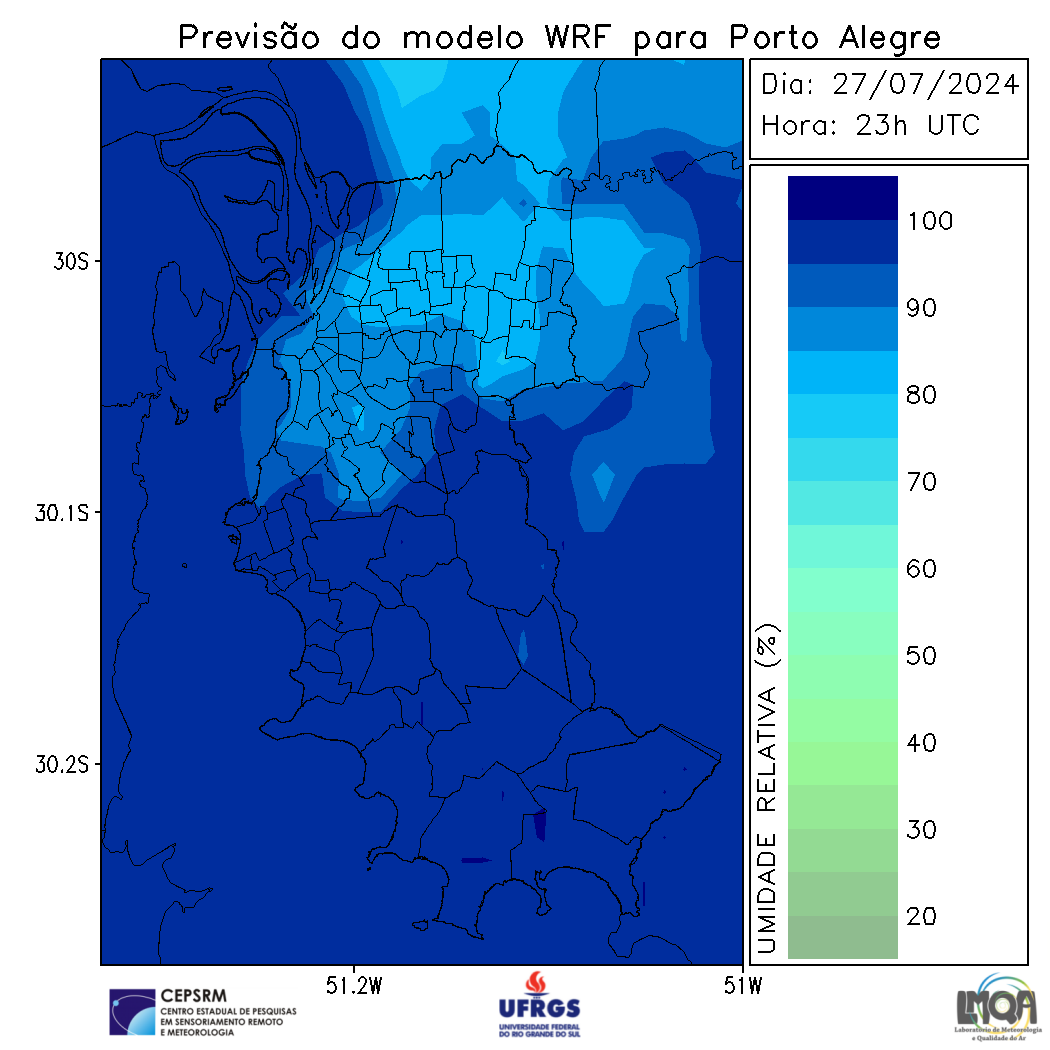 Previsão do modelo WRF para Porto Alegre
Dia: 27/07/2024
Hora: 23h UTC
30S
30.1S
30.2S
51.2W
51W
UMIDADE RELATIVA (%)
100
90
80
70
60
50
40
30
20
CEPSRM
CENTRO ESTADUAL DE PESQUISAS
EM SENSORIAMENTO REMOTO
E METEOROLOGIA
UFRGS
UNIVERSIDADE FEDERAL
DO RIO GRANDE DO SUL
LMQA
Laboratório de Meteorologia
e Qualidade do Ar